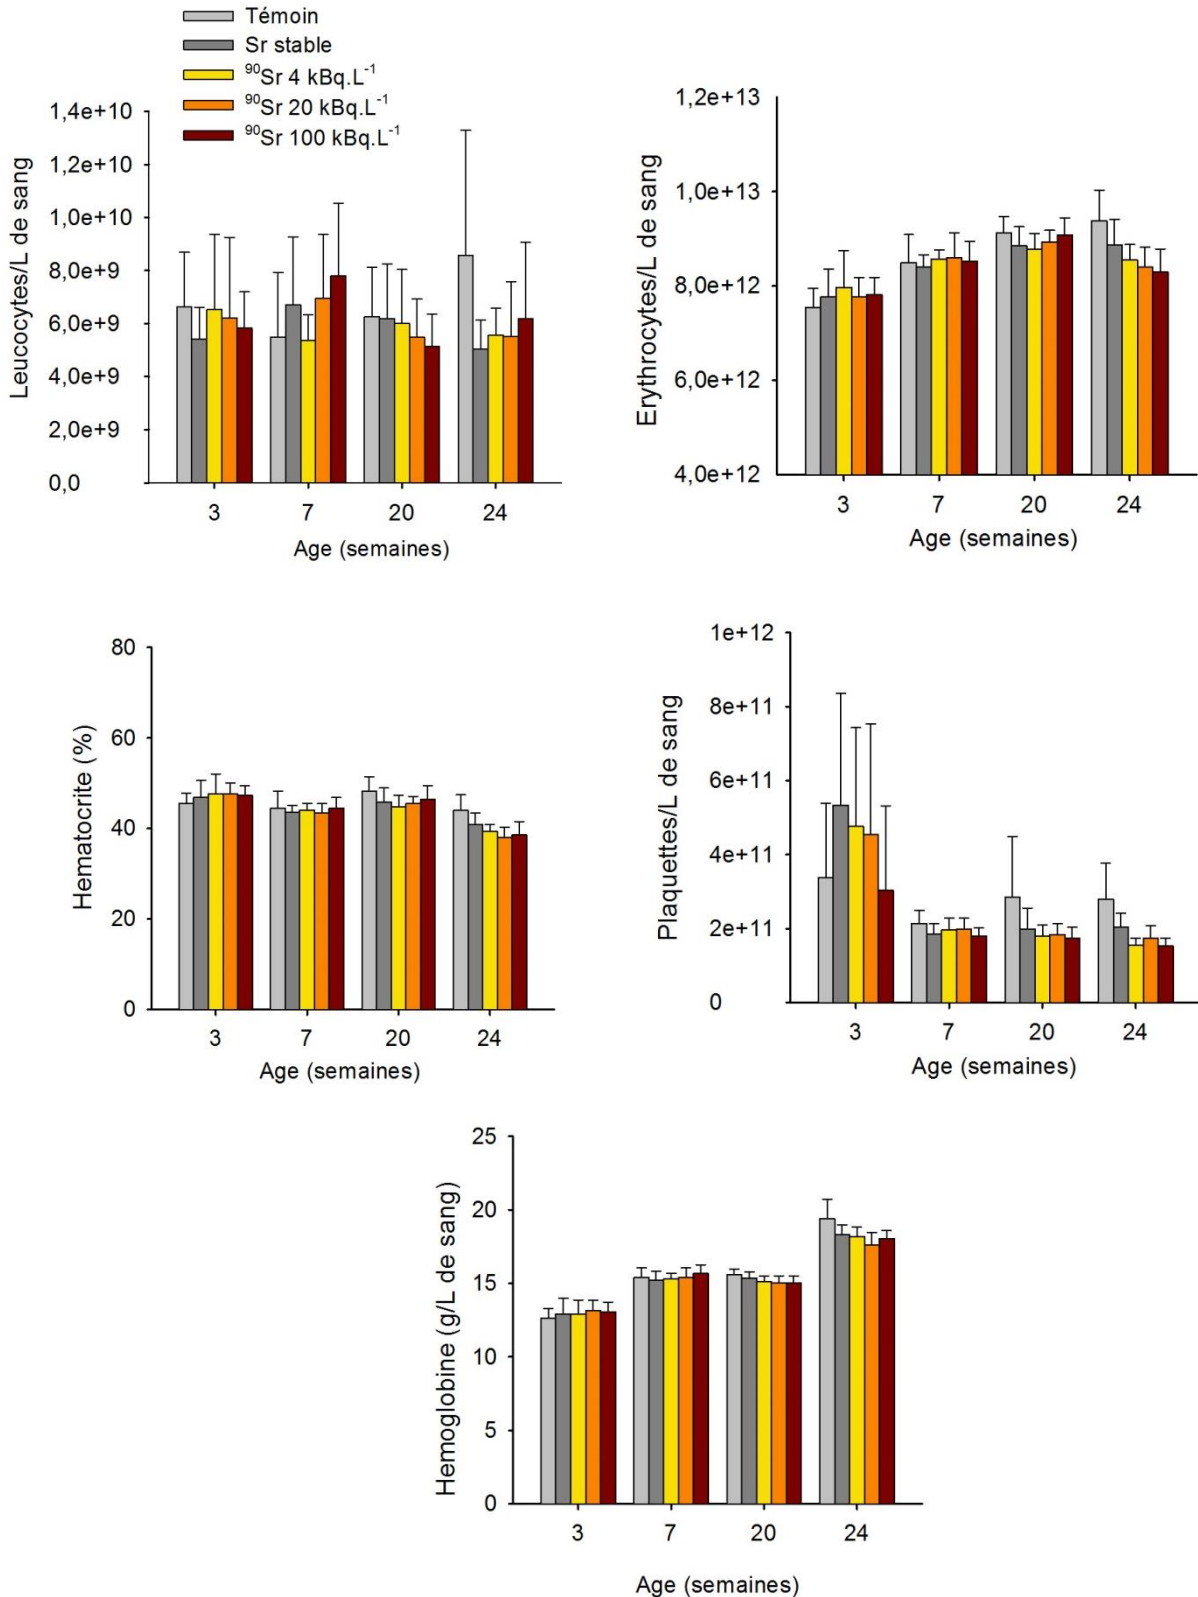 Témoin
Sr stable
⁹⁰Sr 4 kBq.L⁻¹
⁹⁰Sr 20 kBq.L⁻¹
⁹⁰Sr 100 kBq.L⁻¹
Leucocytes/L de sang
1,4e+10
1,2e+10
1,0e+10
8,0e+9
6,0e+9
4,0e+9
2,0e+9
0,0
3 7 20 24
Age (semaines)
Erythrocytes/L de sang
1,2e+13
1,0e+13
8,0e+12
6,0e+12
4,0e+12
3 7 20 24
Age (semaines)
Hematocrite (%)
80
60
40
20
0
3 7 20 24
Age (semaines)
Plaquettes/L de sang
1e+12
8e+11
6e+11
4e+11
2e+11
0
3 7 20 24
Age (semaines)
Hemoglobine (g/L de sang)
25
20
15
10
5
0
3 7 20 24
Age (semaines)